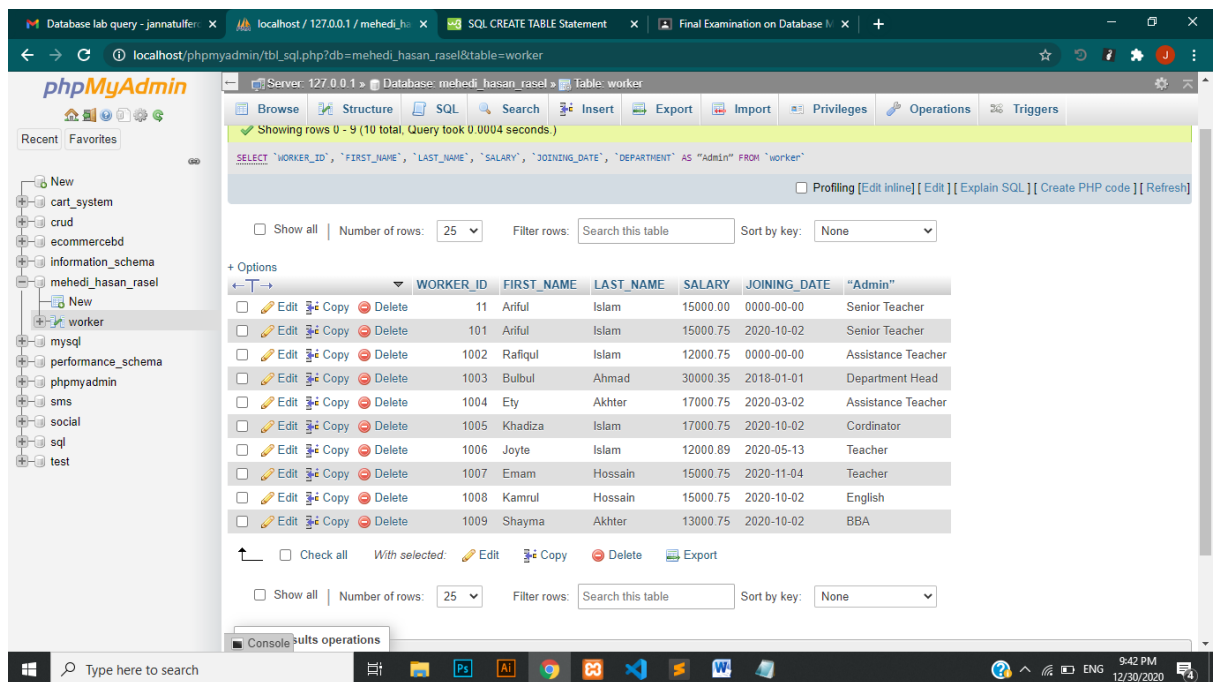 Database lab query - jannatulferc
localhost / 127.0.0.1 / mehedi_ha
SQL CREATE TABLE Statement
Final Examination on Database M
localhost/phpmyadmin/tbl_sql.php?db=mehedi_hasan_rasel&table=worker
J
phpMyAdmin
Recent Favorites
New
cart_system
crud
ecommercebd
information_schema
mehedi_hasan_rasel
New
worker
mysql
performance_schema
phpmyadmin
sms
social
sql
test
Server: 127.0.0.1 » Database: mehedi_hasan_rasel » Table: worker
Browse Structure SQL Search Insert Export Import Privileges Operations Triggers
Showing rows 0 - 9 (10 total, Query took 0.0004 seconds.)
SELECT `WORKER_ID`, `FIRST_NAME`, `LAST_NAME`, `SALARY`, `JOINING_DATE`, `DEPARTMENT` AS “Admin” FROM `worker`
Profiling [Edit inline] [ Edit ] [ Explain SQL ] [ Create PHP code ] [ Refresh]
Show all | Number of rows: 25 Filter rows: Search this table Sort by key: None
+ Options
←T→ WORKER_ID FIRST_NAME LAST_NAME SALARY JOINING_DATE “Admin”
Edit Copy Delete 11 Ariful Islam 15000.00 0000-00-00 Senior Teacher
Edit Copy Delete 101 Ariful Islam 15000.75 2020-10-02 Senior Teacher
Edit Copy Delete 1002 Rafiqul Islam 12000.75 0000-00-00 Assistance Teacher
Edit Copy Delete 1003 Bulbul Ahmad 30000.35 2018-01-01 Department Head
Edit Copy Delete 1004 Ety Akhter 17000.75 2020-03-02 Assistance Teacher
Edit Copy Delete 1005 Khadiza Islam 17000.75 2020-10-02 Cordinator
Edit Copy Delete 1006 Joyte Islam 12000.89 2020-05-13 Teacher
Edit Copy Delete 1007 Emam Hossain 15000.75 2020-11-04 Teacher
Edit Copy Delete 1008 Kamrul Hossain 15000.75 2020-10-02 English
Edit Copy Delete 1009 Shayma Akhter 13000.75 2020-10-02 BBA
Check all With selected: Edit Copy Delete Export
Show all | Number of rows: 25 Filter rows: Search this table Sort by key: None
Console sults operations
Type here to search
Ps Ai W
ENG 9:42 PM
12/30/2020
4